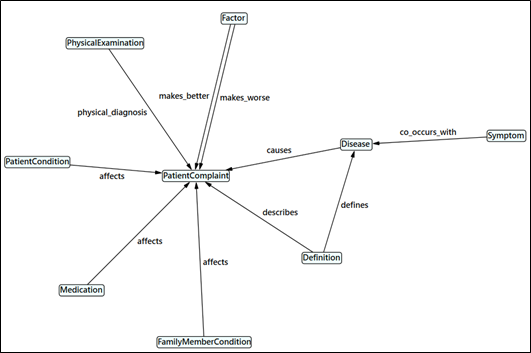 Factor
PhysicalExamination
makes_better
makes_worse
physical_diagnosis
co_occurs_with
Symptom
Disease
causes
PatientCondition
affects
PatientComplaint
describes
defines
affects
affects
Definition
Medication
FamilyMemberCondition